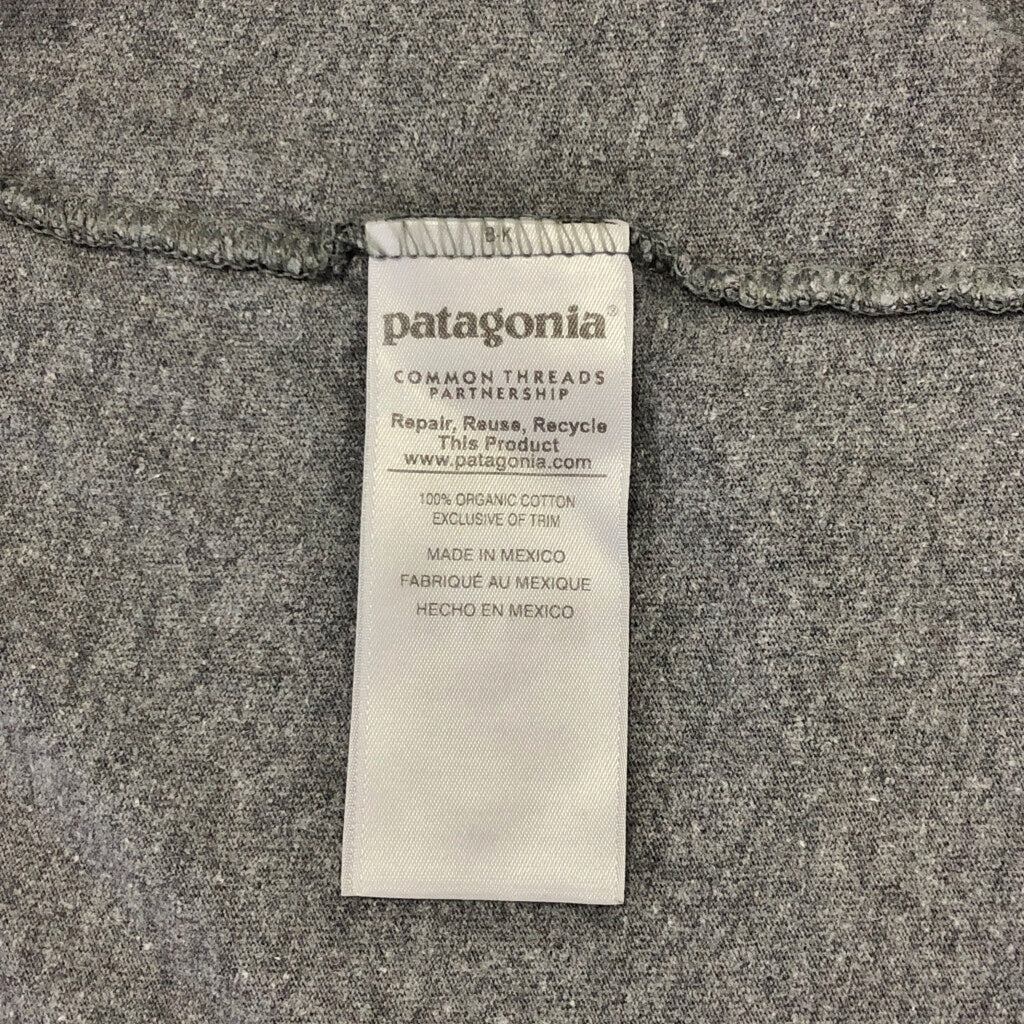 B·K
patagonia®
COMMON THREADS
PARTNERSHIP
Repair, Reuse, Recycle
This Product
www.patagonia.com
100% ORGANIC COTTON
EXCLUSIVE OF TRIM
MADE IN MEXICO
FABRIQUÉ AU MEXIQUE
HECHO EN MEXICO